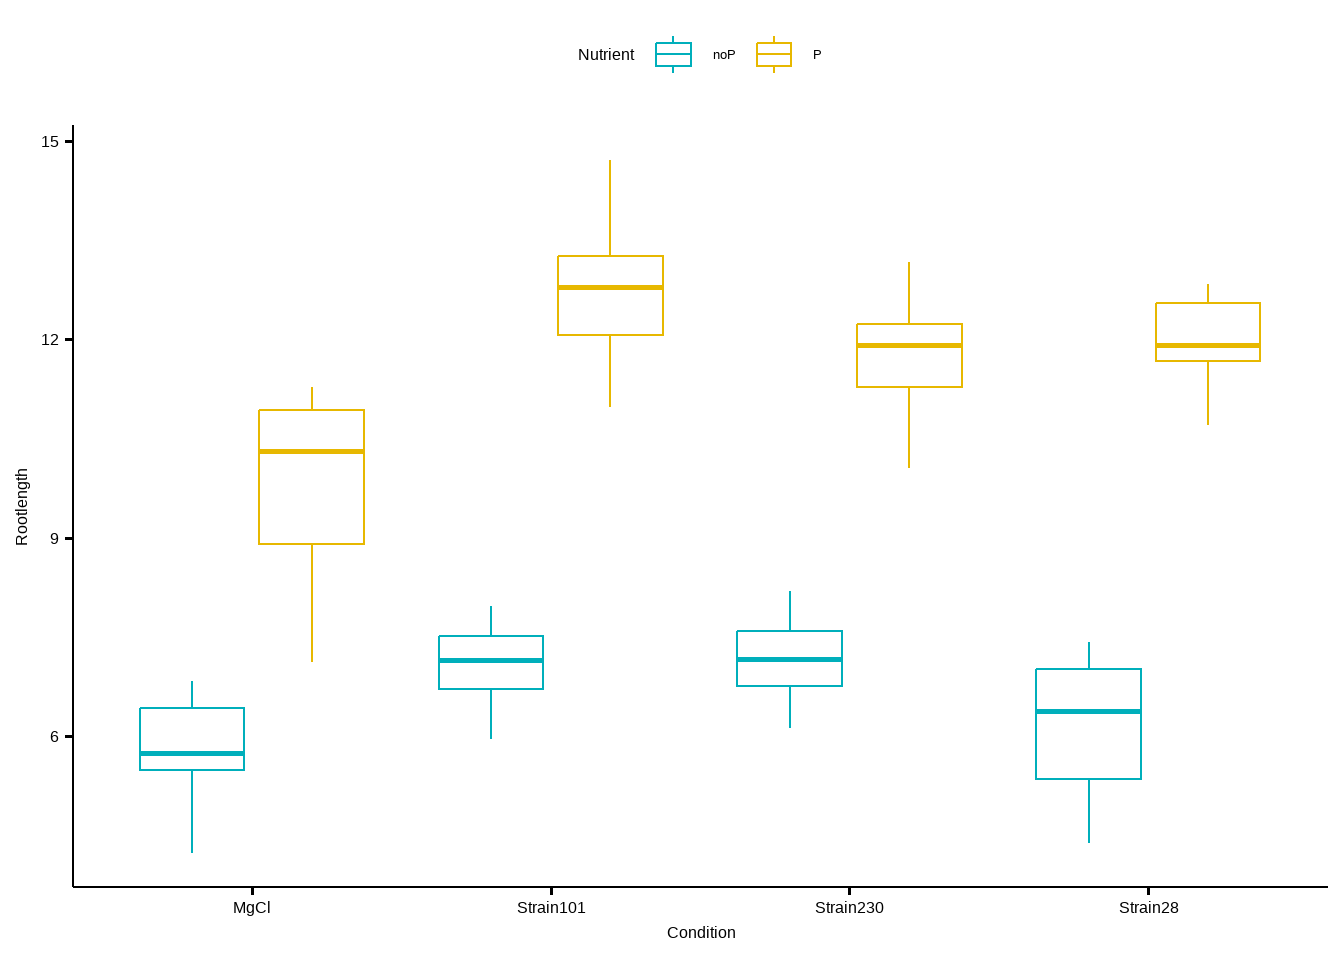 Nutrient noP P
15
12
9
6
Rootlength
MgCl Strain101 Strain230 Strain28
Condition